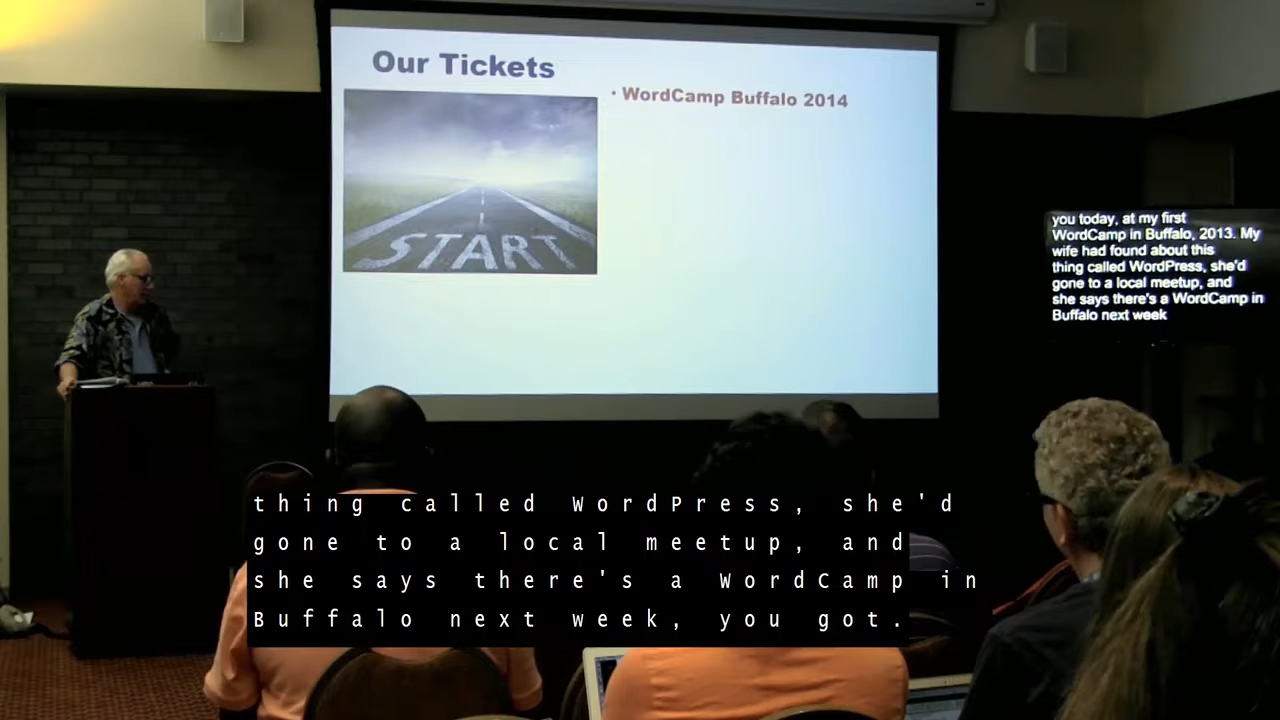 Our Tickets
• WordCamp Buffalo 2014
START
you today, at my first
WordCamp in Buffalo, 2013. My
wife had found about this
thing called WordPress, she'd
gone to a local meetup, and
she says there's a WordCamp in
Buffalo next week
thing called WordPress, she'd
gone to a local meetup, and
she says there's a WordCamp in
Buffalo next week, you got.